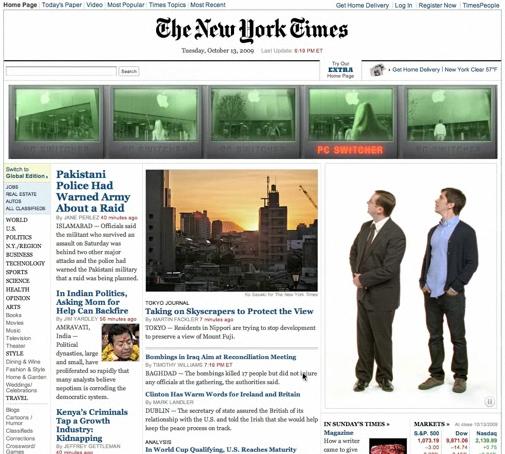 Home Page Today's Paper Video Most Popular Times Topics Most Recent
Get Home Delivery Log In Register Now TimesPeople
The New York Times
Tuesday, October 13, 2009 Last Update: 6:19 PM ET
Search
Try Our
EXTRA
Home Page
Get Home Delivery New York Clear 57°F
PC SWITCHER PC SWITCHER PC SWITCHER PC SWITCHER PC SWITCHER
Switch to
Global Edition
JOBS
REAL ESTATE
AUTOS
ALL CLASSIFIEDS
WORLD
U.S.
POLITICS
N.Y./REGION
BUSINESS
TECHNOLOGY
SPORTS
SCIENCE
HEALTH
OPINION
ARTS
Books
Movies
Music
Television
Theater
STYLE
Dining & Wine
Fashion & Style
Home & Garden
Weddings/
Celebrations
TRAVEL
Blogs
Cartoons /
Humor
Classifieds
Corrections
Crossword/
Games
Pakistani
Police Had
Warned Army
About a Raid
By JANE PERLEZ 40 minutes ago
ISLAMABAD — Officials said
the militant who survived an
assault on Saturday was
behind two other major
attacks and the police had
warned the Pakistani military
that a raid was being planned.
In Indian Politics,
Asking Mom for
Help Can Backfire
By JIM YARDLEY 56 minutes ago
AMRAVATI,
India —
Political
dynasties, large
and small, have
proliferated so rapidly that
many analysts believe
nepotism is corroding the
democratic system.
Kenya's Criminals
Tap a Growth
Industry:
Kidnapping
By JEFFREY GETTLEMAN
40 minutes ago
Ko Sasaki for The New York Times
TOKYO JOURNAL
Taking on Skyscrapers to Protect the View
By MARTIN FACKLER 7 minutes ago
TOKYO — Residents in Nippori are trying to stop development
to preserve a view of Mount Fuji.
Bombings in Iraq Aim at Reconciliation Meeting
By TIMOTHY WILLIAMS 7:19 PM ET
BAGHDAD — The bombings killed 17 people but did not injure
any officials at the gathering, the authorities said.
Clinton Has Warm Words for Ireland and Britain
By MARK LANDLER
DUBLIN — The secretary of state assured the British of its
relationship with the U.S. and told the Irish that she would help
keep the peace process on track.
ANALYSIS
In World Cup Qualifying, U.S. Reaches Maturity
IN SUNDAY'S TIMES »
Magazine
How a writer
came to give
MARKETS » At close 10/13/2009
S.&P. 500 Dow Nasdaq
1,073.19 9,871.06 2,139.89
-3.00 -14.74 +0.75